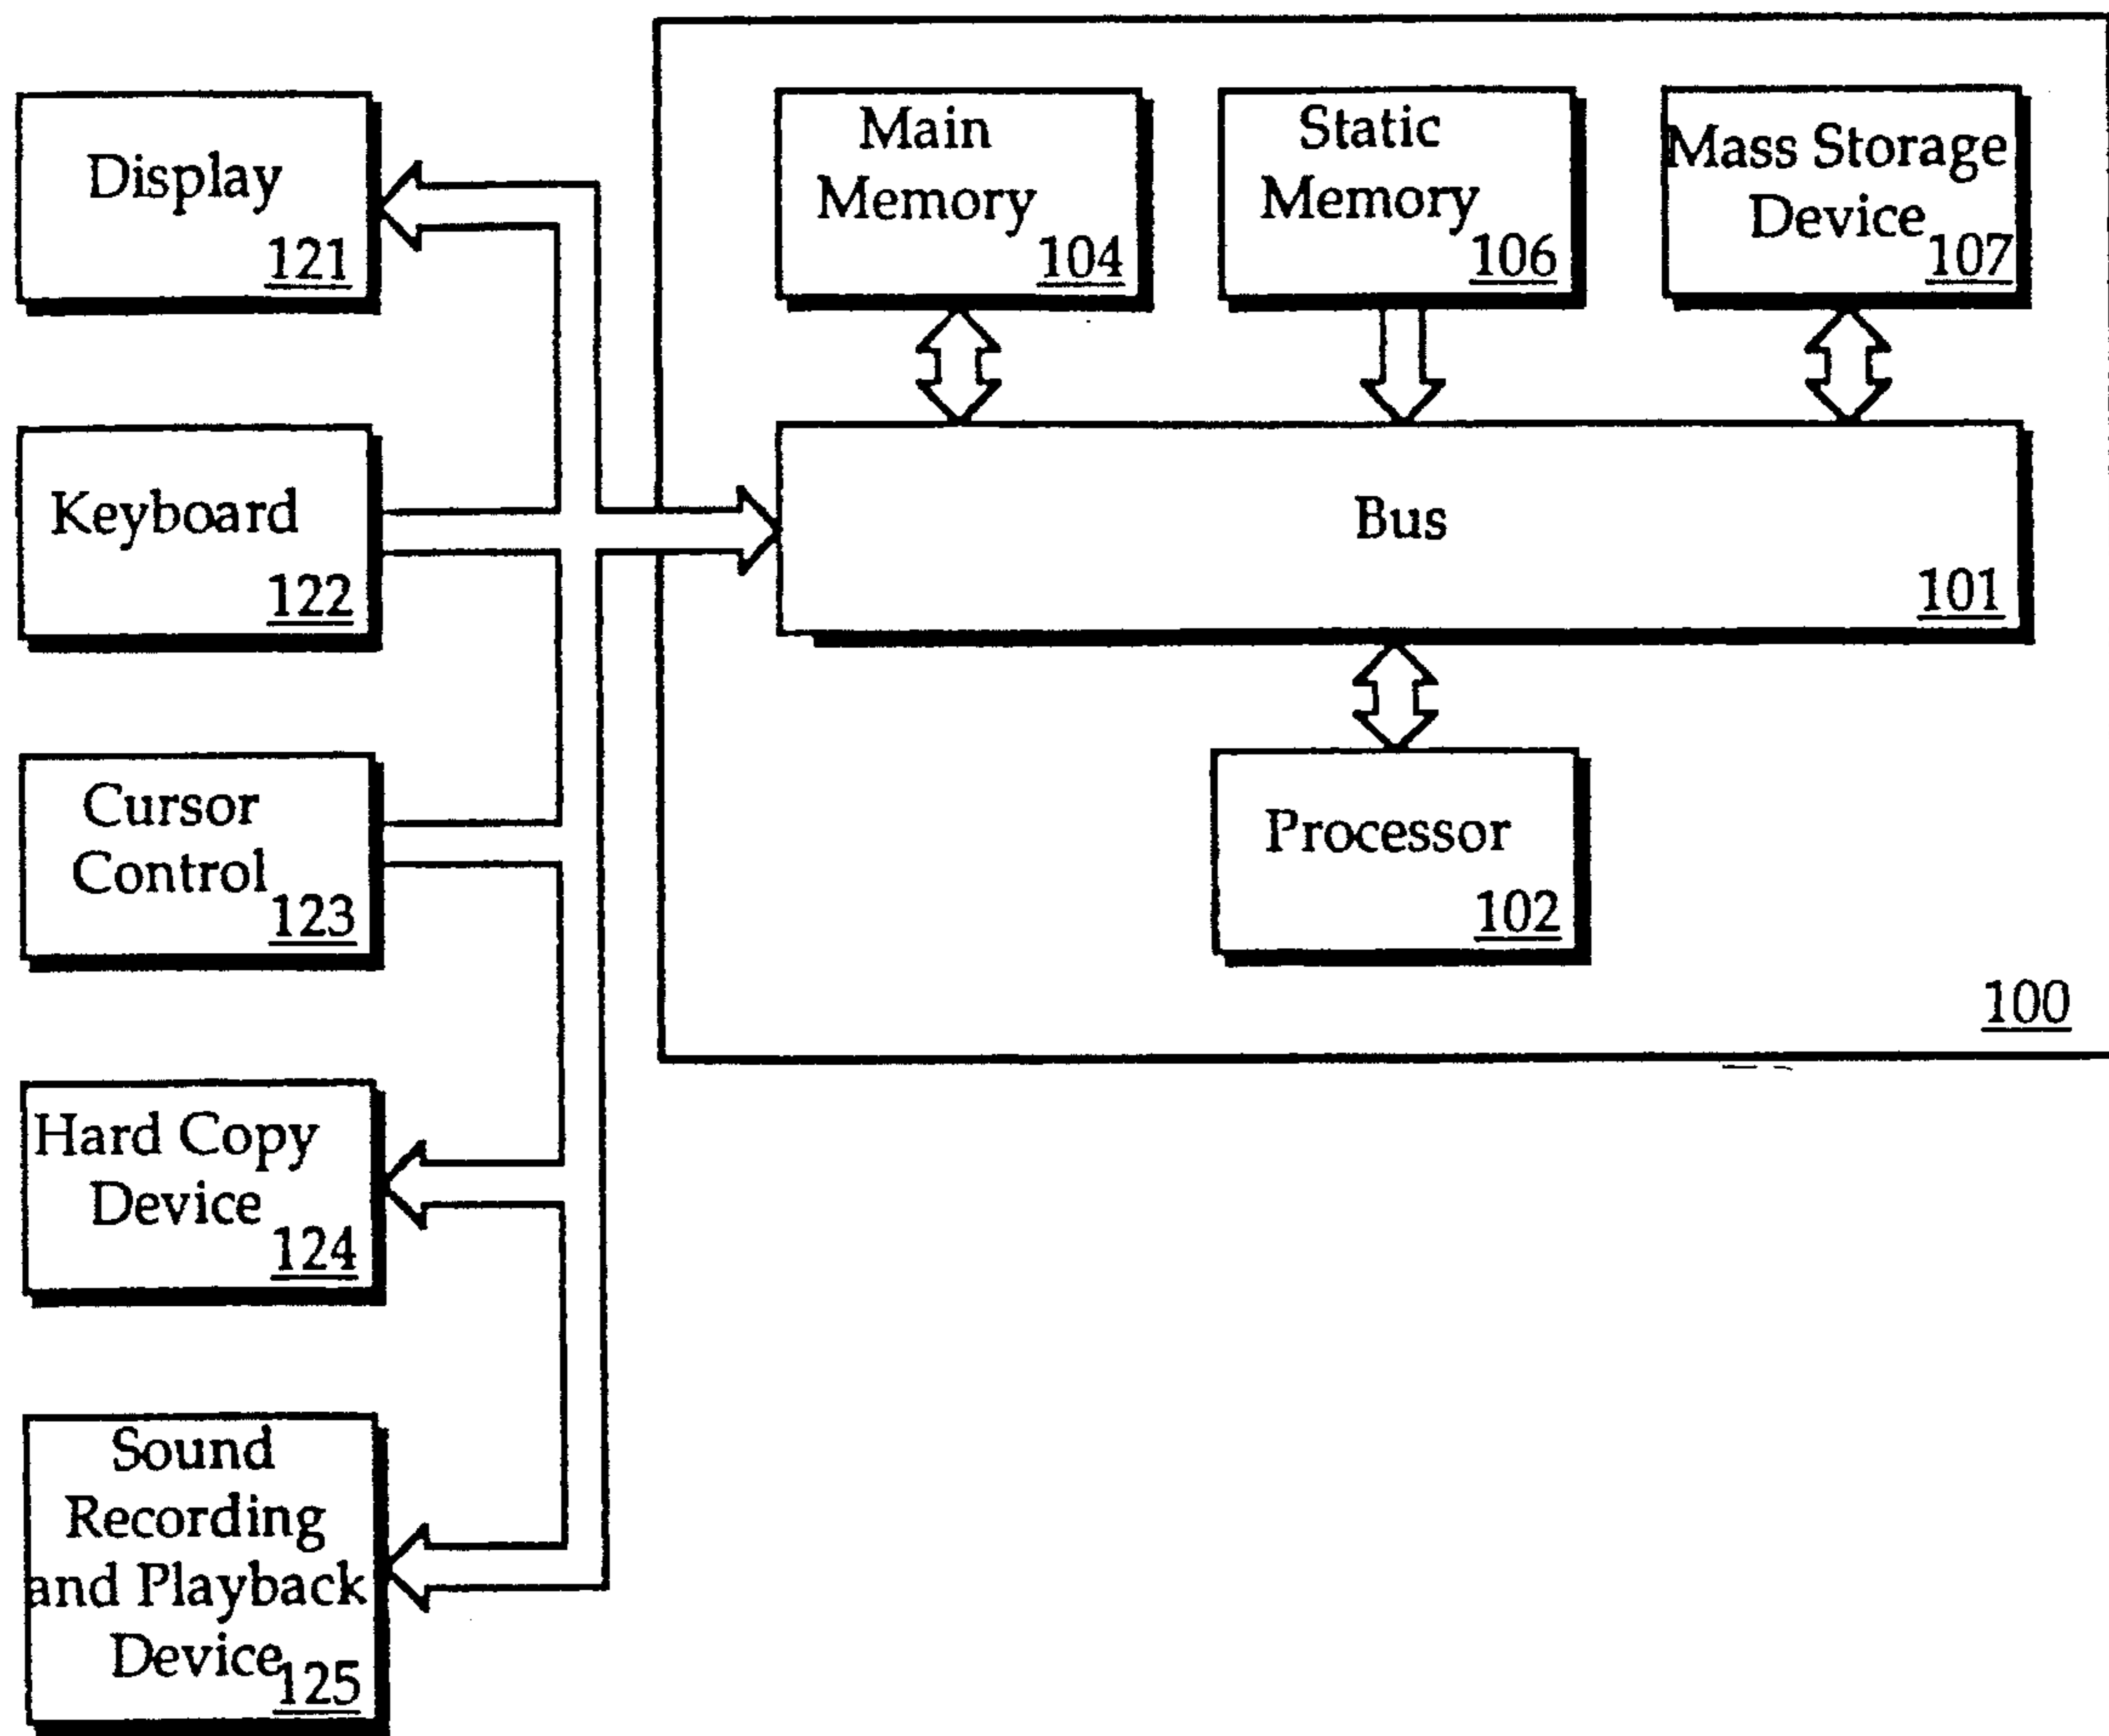 Display
121
Keyboard
122
Cursor
Control
123
Hard Copy
Device
124
Sound
Recording
and Playback
Device
125
Main
Memory
104
Static
Memory
106
Mass Storage
Device
107
Bus
101
Processor
102
100